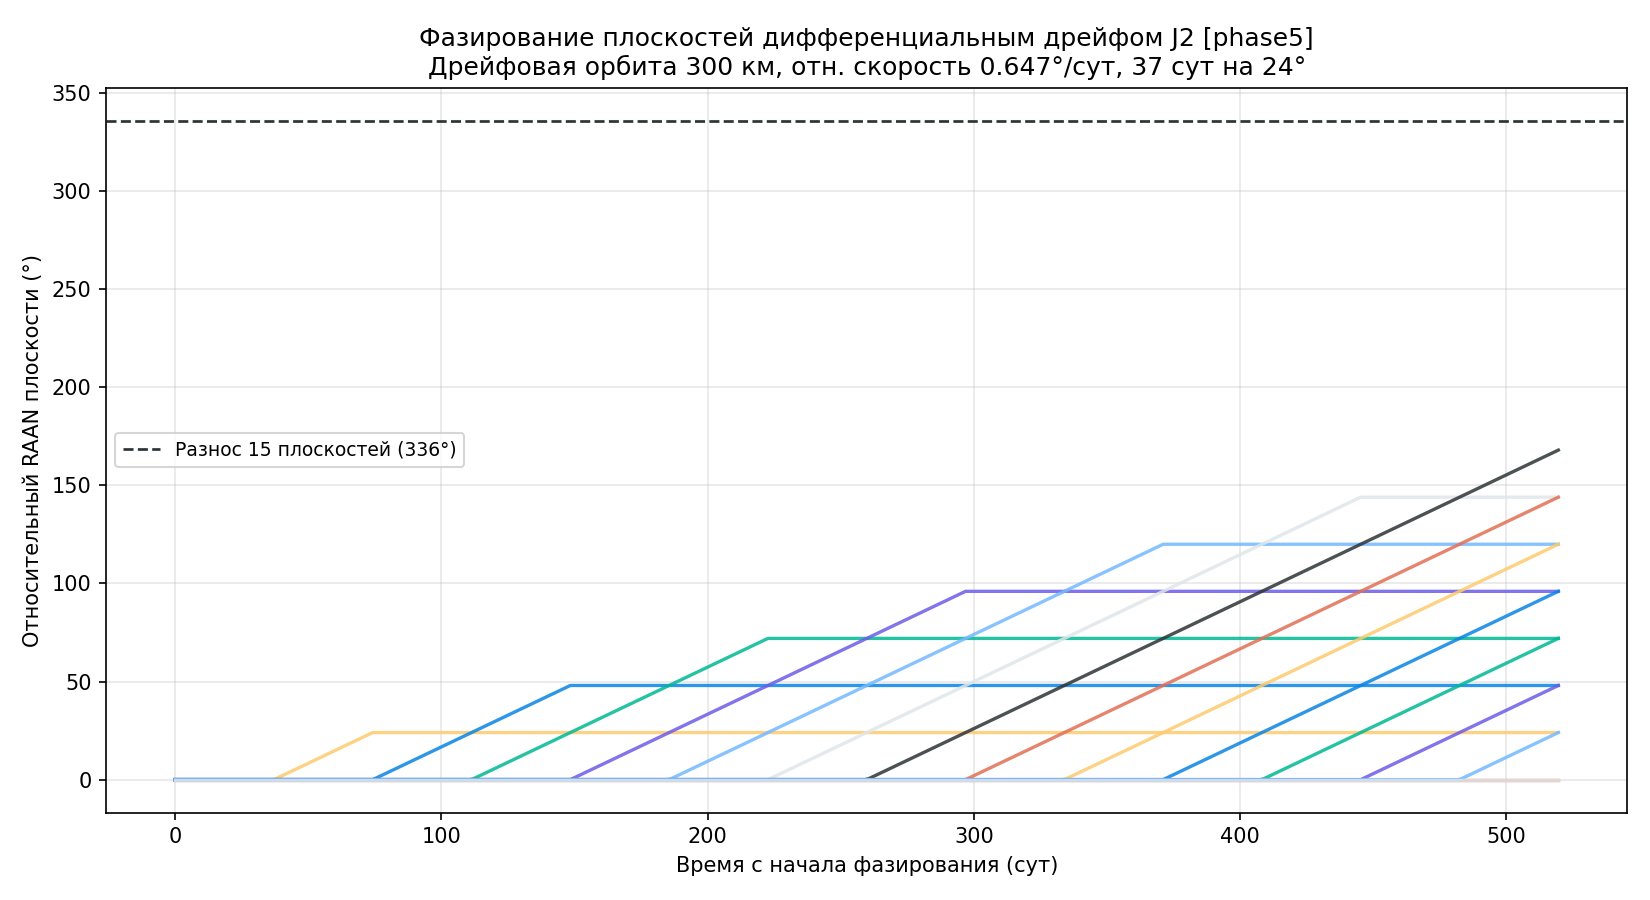 Фазирование плоскостей дифференциальным дрейфом J2 [phase5]
Дрейфовая орбита 300 км, отн. скорость 0.647°/сут, 37 сут на 24°
Относительный RAAN плоскости (°)
350
300
250
200
150
100
50
0
Разнос 15 плоскостей (336°)
0 100 200 300 400 500
Время с начала фазирования (сут)